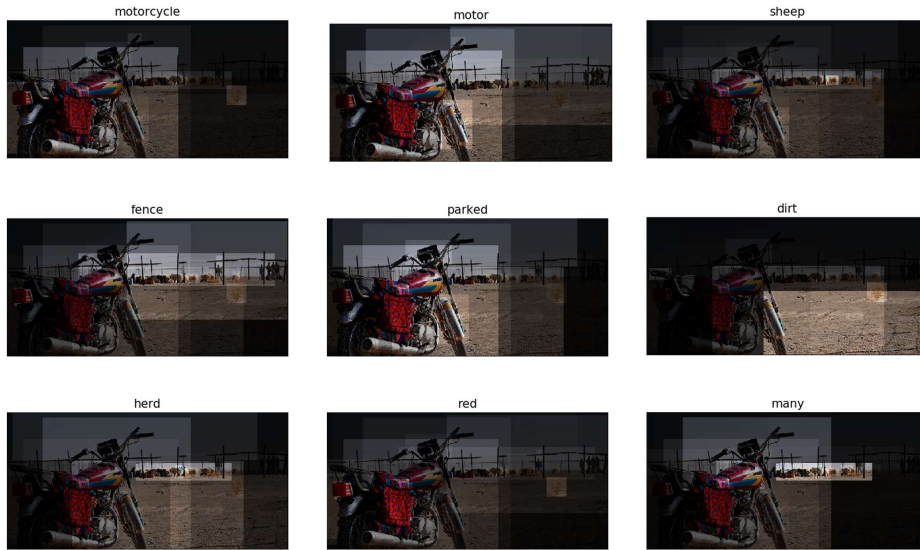 motorcycle
motor
sheep
fence
parked
dirt
herd
red
many